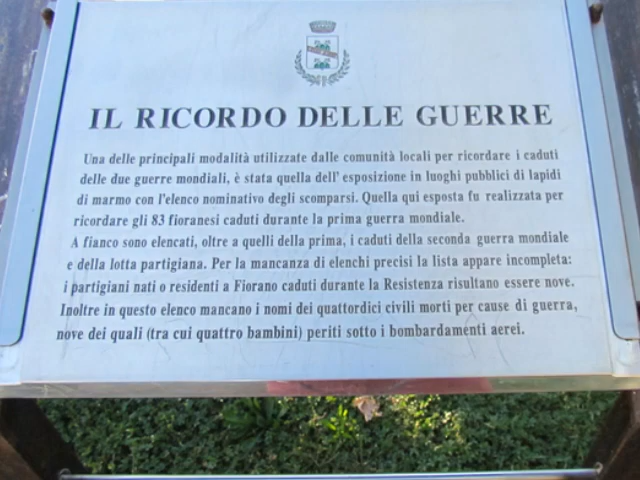 IL RICORDO DELLE GUERRE
Una delle principali modalità utilizzate dalle comunità locali per ricordare i caduti
delle due guerre mondiali, è stata quella dell' esposizione in luoghi pubblici di lapidi
di marmo con l'elenco nominativo degli scomparsi. Quella qui esposta fu realizzata per
ricordare gli 83 fioranesi caduti durante la prima guerra mondiale.
A fianco sono elencati, oltre a quelli della prima, i caduti della seconda guerra mondiale
e della lotta partigiana. Per la mancanza di elenchi precisi la lista appare incompleta:
i partigiani nati o residenti a Fiorano caduti durante la Resistenza risultano essere nove.
Inoltre in questo elenco mancano i nomi dei quattordici civili morti per cause di guerra,
nove dei quali (tra cui quattro bambini) periti sotto i bombardamenti aerei.